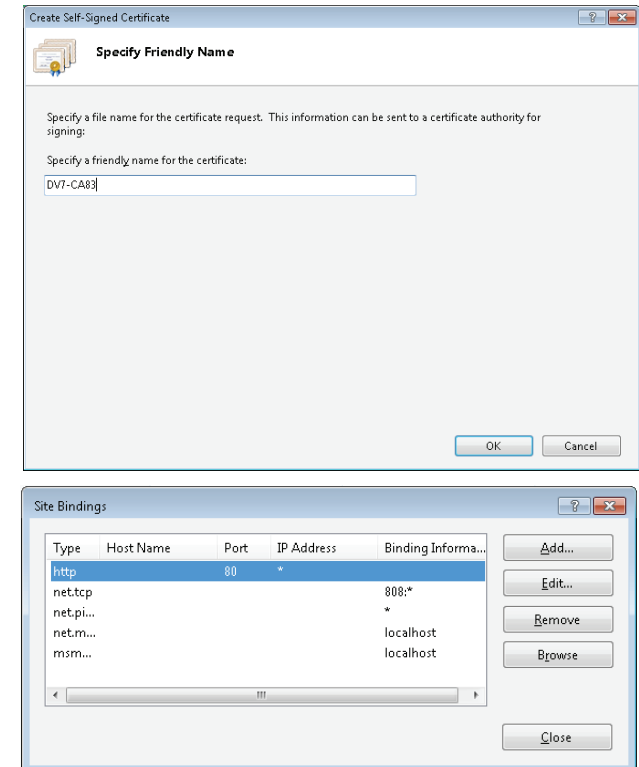 Create Self-Signed Certificate
Specify Friendly Name
Specify a file name for the certificate request. This information can be sent to a certificate authority for
signing:
Specify a friendly name for the certificate:
DV7-CA83
OK Cancel
Site Bindings
Type Host Name Port IP Address Binding Informa... Add...
http 80 *
net.tcp 808:* Edit...
net.pi... *
net.m... localhost Remove
msm... localhost Browse
Close